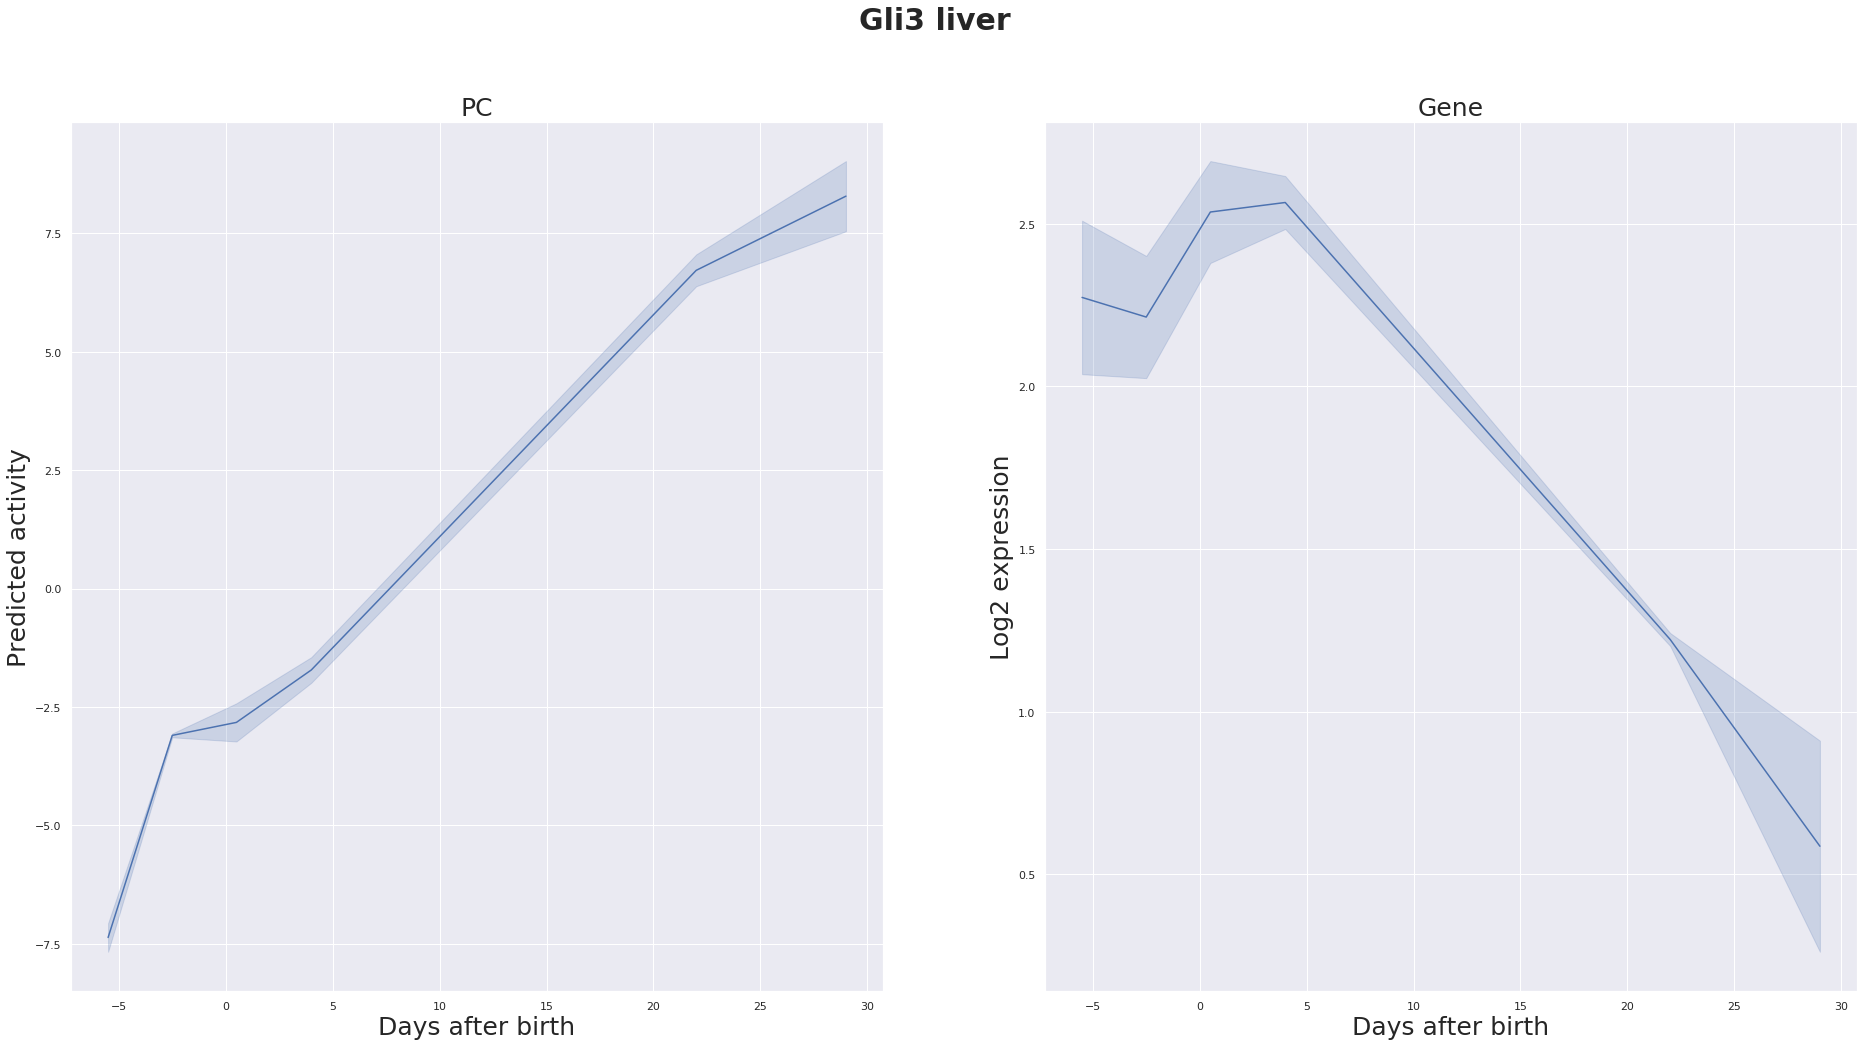 Gli3 liver
PC
Predicted activity
7.5
5.0
2.5
0.0
−2.5
−5.0
−7.5
−5 0 5 10 15 20 25 30
Days after birth
Gene
Log2 expression
2.5
2.0
1.5
1.0
0.5
−5 0 5 10 15 20 25 30
Days after birth